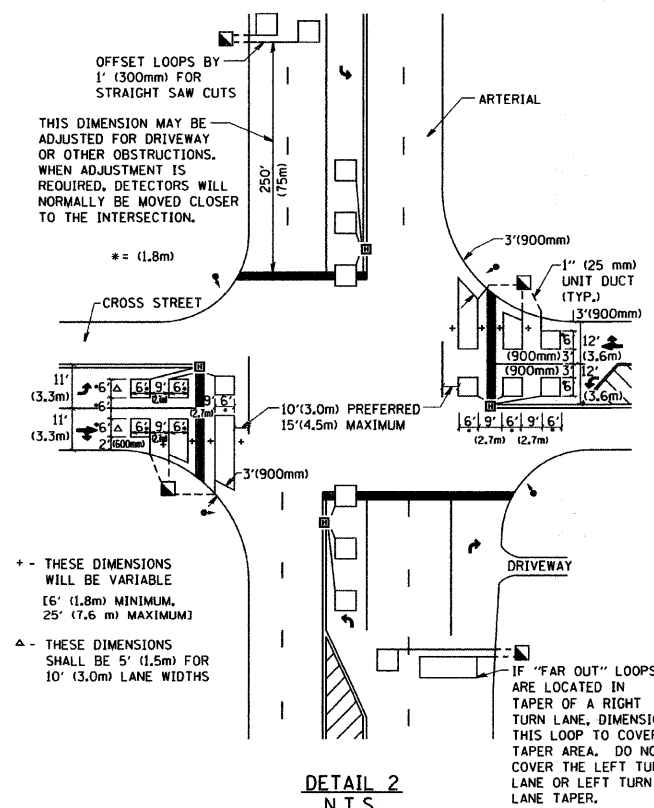 OFFSET LOOPS BY
1' (300mm) FOR
STRAIGHT SAW CUTS
THIS DIMENSION MAY BE
ADJUSTED FOR DRIVEWAY
OR OTHER OBSTRUCTIONS.
WHEN ADJUSTMENT IS
REQUIRED, DETECTORS WILL
NORMALLY BE MOVED CLOSER
TO THE INTERSECTION.
250'
(75m)
ARTERIAL
* = (1.8m)
3'(900mm)
1" (25 mm)
UNIT DUCT
(TYP.)
CROSS STREET
3'(900mm)
12'
(3.6m)
(900mm) 3'
(900mm) 3'
12'
(3.6m)
6'
6'
11'
(3.3m)
11'
(3.3m)
*6' △ 6' 9' 6'
*6'
*6' △ 6' 9' 6'
2' (600mm)
9' 6'
(2.7m)
10'(3.0m) PREFERRED
15'(4.5m) MAXIMUM
6' 9' 6' 9' 6'
(2.7m) (2.7m)
3'(900mm)
H
H
H
H
+ - THESE DIMENSIONS
WILL BE VARIABLE
[6' (1.8m) MINIMUM,
25' (7.6 m) MAXIMUM]
△ - THESE DIMENSIONS
SHALL BE 5' (1.5m) FOR
10' (3.0m) LANE WIDTHS
DRIVEWAY
IF "FAR OUT" LOOPS
ARE LOCATED IN
TAPER OF A RIGHT
TURN LANE, DIMENSIO
THIS LOOP TO COVER
TAPER AREA. DO NO
COVER THE LEFT TU
LANE OR LEFT TURN
LANE TAPER.
DETAIL 2
N.T.S.